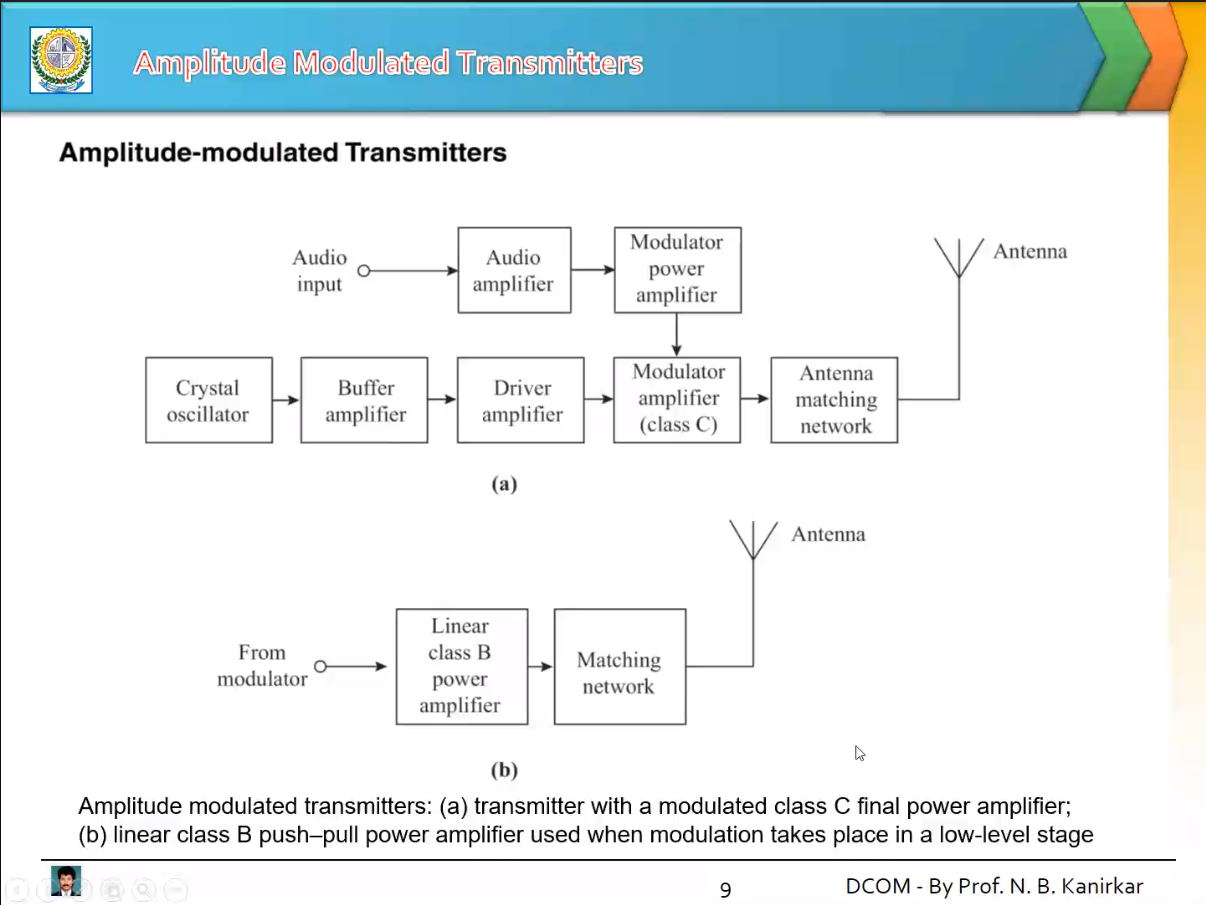 Amplitude Modulated Transmitters
Amplitude-modulated Transmitters
Audio
input
Audio
amplifier
Modulator
power
amplifier
Antenna
Crystal
oscillator
Buffer
amplifier
Driver
amplifier
Modulator
amplifier
(class C)
Antenna
matching
network
(a)
Antenna
From
modulator
Linear
class B
power
amplifier
Matching
network
(b)
Amplitude modulated transmitters: (a) transmitter with a modulated class C final power amplifier;
(b) linear class B push–pull power amplifier used when modulation takes place in a low-level stage
9
DCOM - By Prof. N. B. Kanirkar